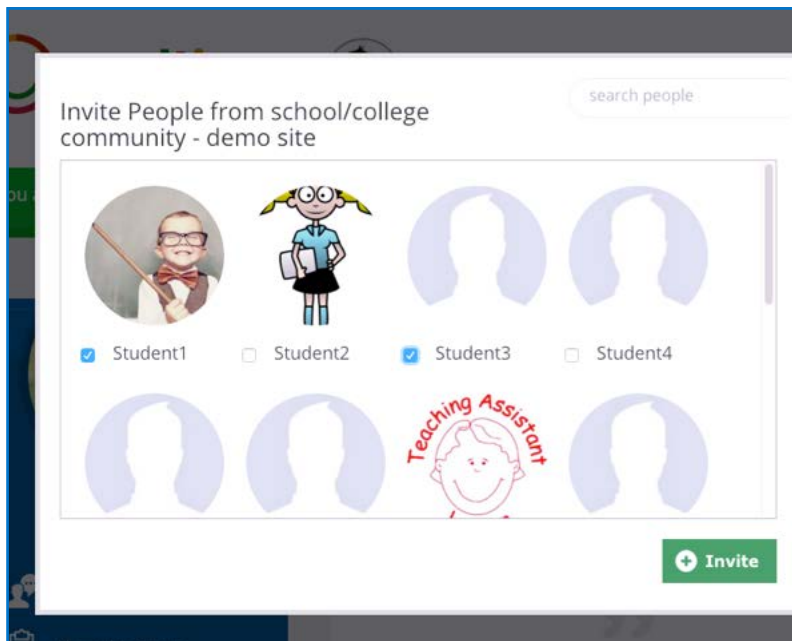 search people
Invite People from school/college
community - demo site
Student1
Student2
Student3
Student4
Teaching Assistant
Invite